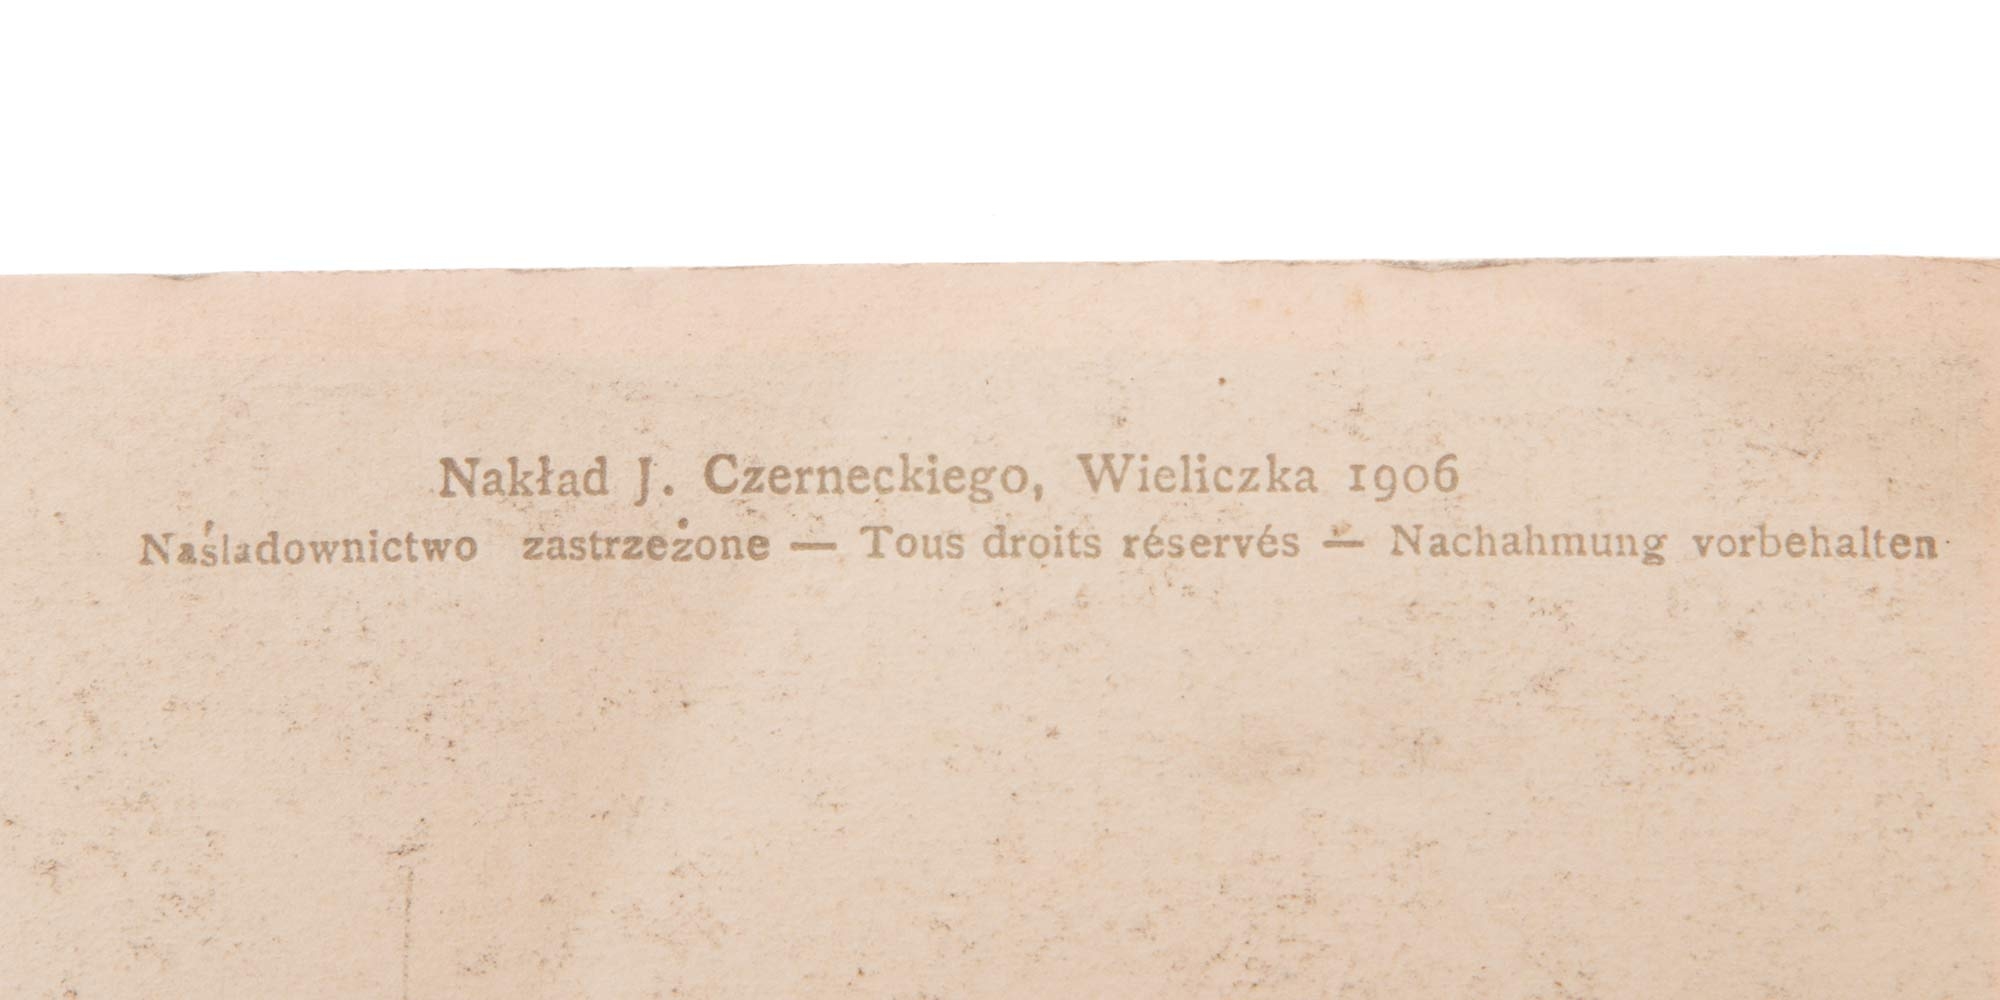 Nakład J. Czerneckiego, Wieliczka 1906
Naśladownictwo zastrzeżone — Tous droits réservés — Nachahmung vorbehalten